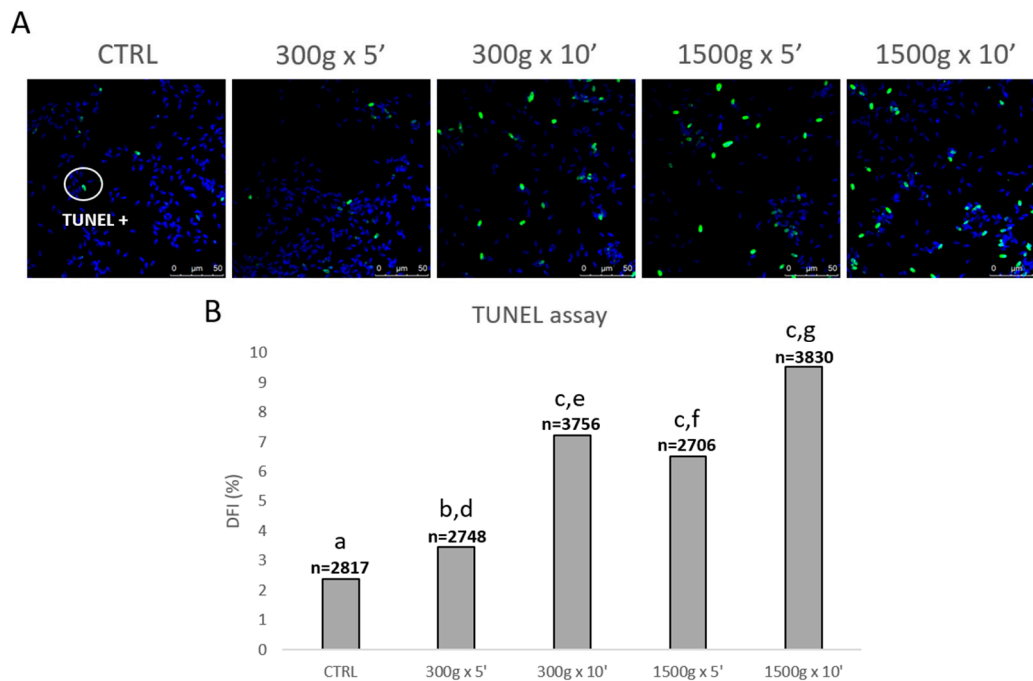 A
CTRL 300g x 5' 300g x 10' 1500g x 5' 1500g x 10'
TUNEL +
0 µm 50 0 µm 50 0 µm 50 0 µm 50 0 µm 50
B
TUNEL assay
DFI (%)
10
9
8
7
6
5
4
3
2
1
0
a
n=2817
b,d
n=2748
c,e
n=3756
c,f
n=2706
c,g
n=3830
CTRL 300g x 5' 300g x 10' 1500g x 5' 1500g x 10'